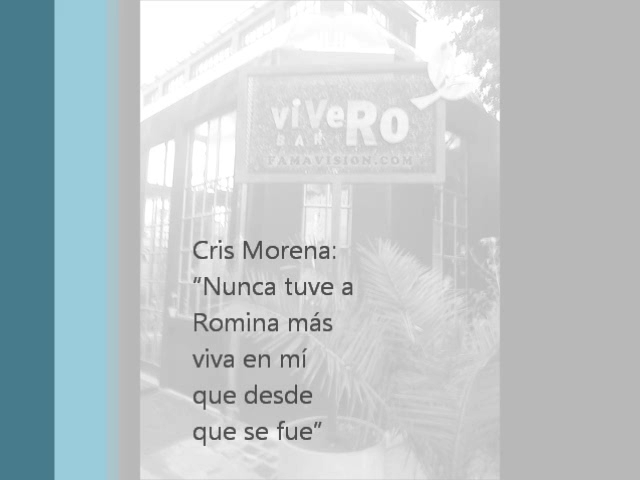 viveRo
BAR
FAMAVISION.COM
Cris Morena:
“Nunca tuve a
Romina más
viva en mí
que desde
que se fue”